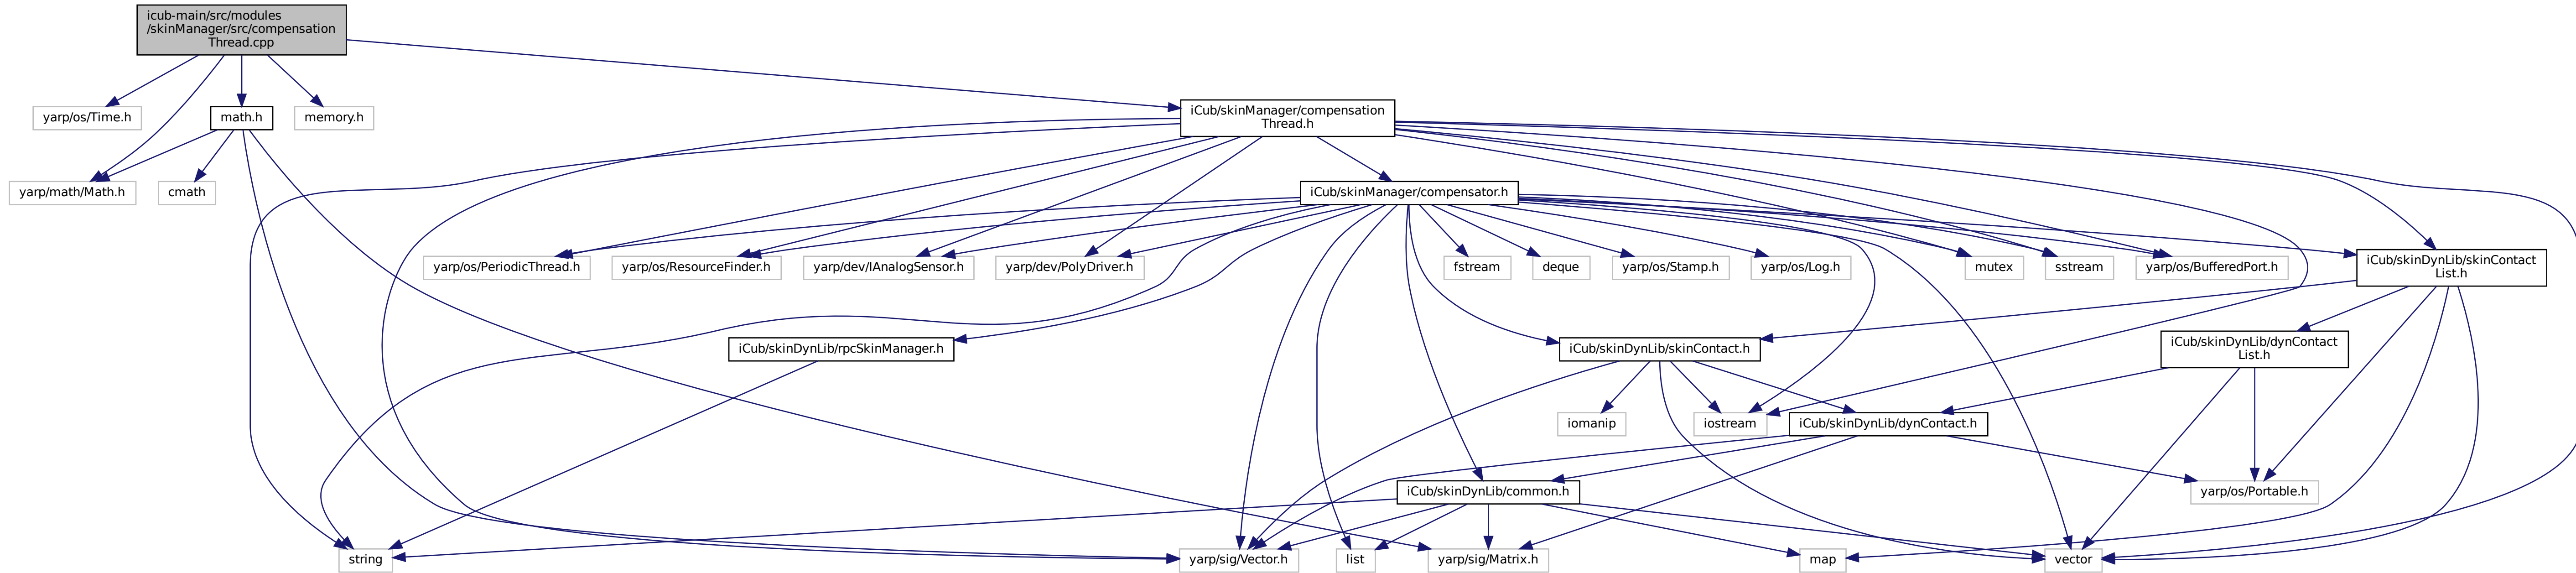 icub-main/src/modules
/skinManager/src/compensation
Thread.cpp
yarp/os/Time.h
math.h
memory.h
iCub/skinManager/compensation
Thread.h
yarp/math/Math.h
cmath
iCub/skinManager/compensator.h
yarp/os/PeriodicThread.h
yarp/os/ResourceFinder.h
yarp/dev/IAnalogSensor.h
yarp/dev/PolyDriver.h
fstream
deque
yarp/os/Stamp.h
yarp/os/Log.h
mutex
sstream
yarp/os/BufferedPort.h
iCub/skinDynLib/skinContact
List.h
iCub/skinDynLib/rpcSkinManager.h
iCub/skinDynLib/skinContact.h
iCub/skinDynLib/dynContact
List.h
iomanip
iostream
iCub/skinDynLib/dynContact.h
iCub/skinDynLib/common.h
yarp/os/Portable.h
string
yarp/sig/Vector.h
list
yarp/sig/Matrix.h
map
vector